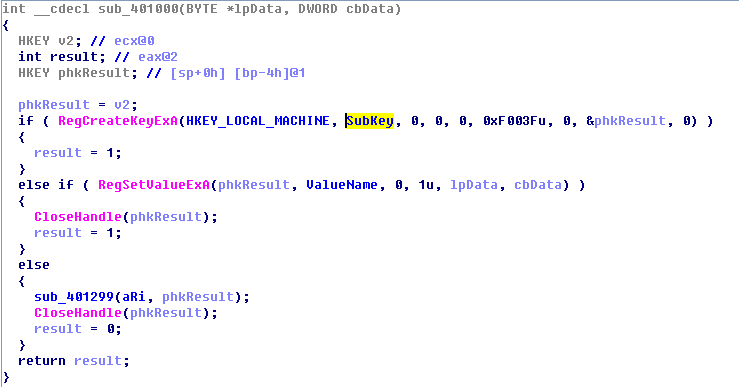 int __cdecl sub_401000(BYTE *lpData, DWORD cbData)
{
HKEY v2; // ecx@0
int result; // eax@2
HKEY phkResult; // [sp+0h] [bp-4h]@1
phkResult = v2;
if ( RegCreateKeyExA(HKEY_LOCAL_MACHINE, SubKey, 0, 0, 0, 0xF003Fu, 0, &phkResult, 0) )
{
result = 1;
}
else if ( RegSetValueExA(phkResult, ValueName, 0, 1u, lpData, cbData) )
{
CloseHandle(phkResult);
result = 1;
}
else
{
sub_401299(aRi, phkResult);
CloseHandle(phkResult);
result = 0;
}
return result;
}